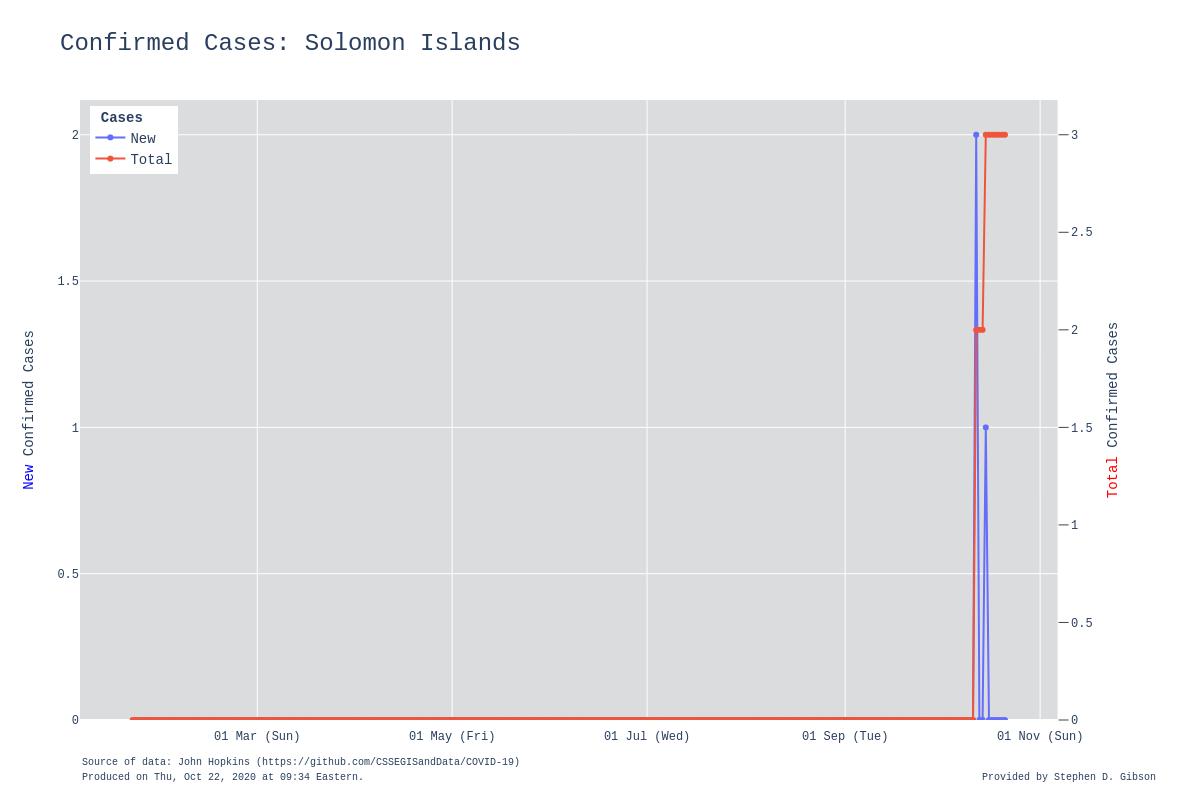 Confirmed Cases: Solomon Islands
Cases
New
Total
2
1.5
1
0.5
0
3
2.5
2
1.5
1
0.5
0
New Confirmed Cases
Total Confirmed Cases
01 Mar (Sun)
01 May (Fri)
01 Jul (Wed)
01 Sep (Tue)
01 Nov (Sun)
Source of data: John Hopkins (https://github.com/CSSEGISandData/COVID-19)
Produced on Thu, Oct 22, 2020 at 09:34 Eastern.
Provided by Stephen D. Gibson